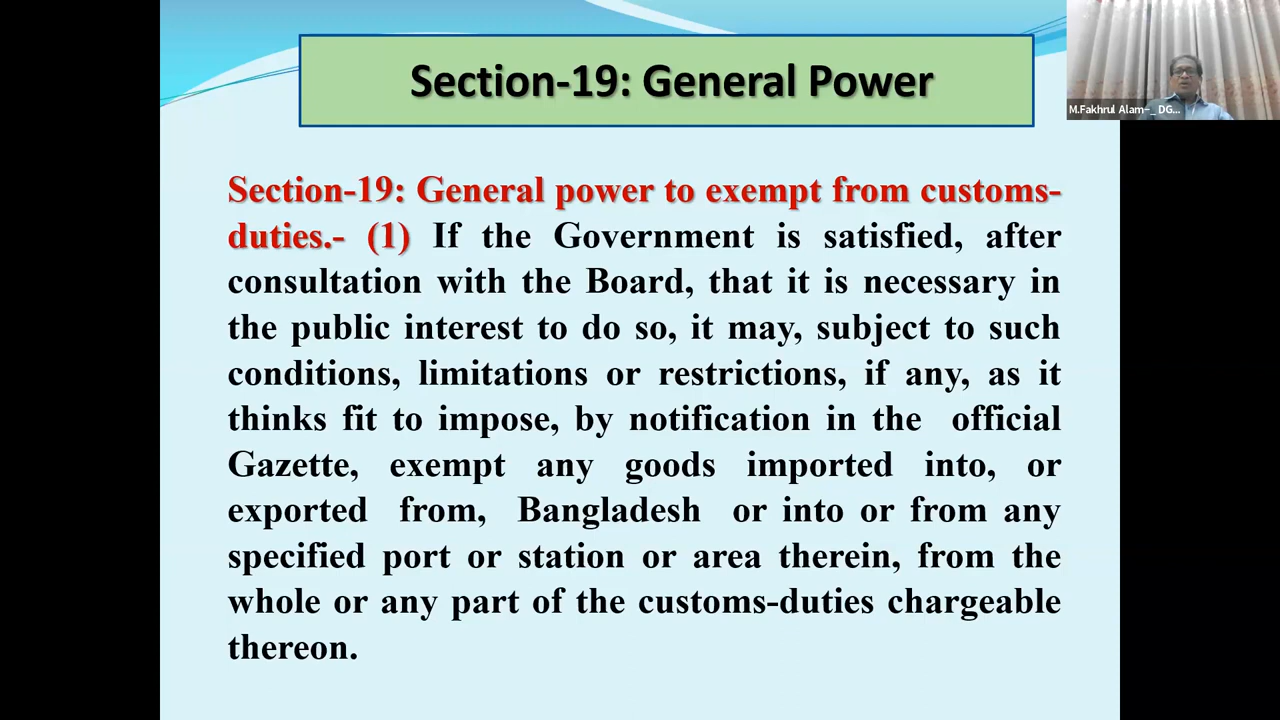 Section-19: General Power
M.Fakhrul Alam-_ DG...
Section-19: General power to exempt from customs-
duties.- (1) If the Government is satisfied, after
consultation with the Board, that it is necessary in
the public interest to do so, it may, subject to such
conditions, limitations or restrictions, if any, as it
thinks fit to impose, by notification in the official
Gazette, exempt any goods imported into, or
exported from, Bangladesh or into or from any
specified port or station or area therein, from the
whole or any part of the customs-duties chargeable
thereon.